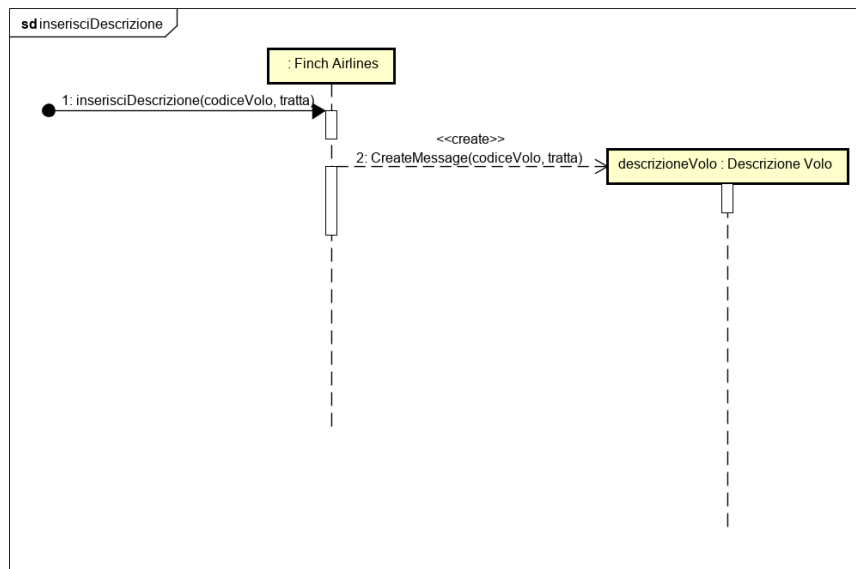 sd inserisciDescrizione
: Finch Airlines
1: inserisciDescrizione(codiceVolo, tratta)
<<create>>
2: CreateMessage(codiceVolo, tratta)
descrizioneVolo : Descrizione Volo